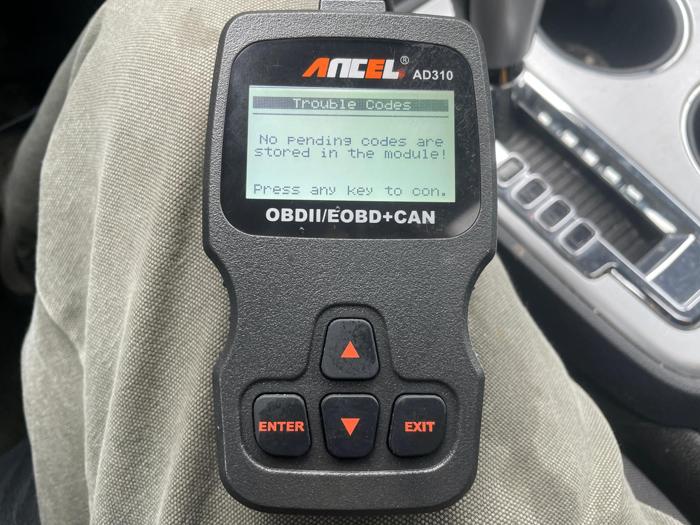 ANCEL® AD310
Trouble Codes
No pending codes are
stored in the module!
Press any key to con.
OBDII/EOBD+CAN
ENTER
EXIT